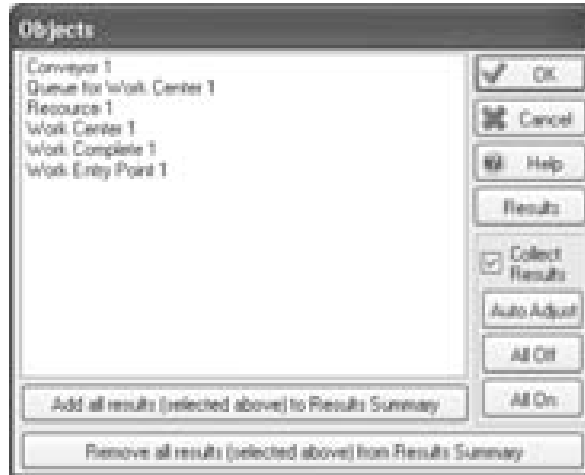 Objects
Conveyor 1
Queue for Work Center 1
Resource 1
Work Center 1
Work Complete 1
Work Entry Point 1
OK
Cancel
Help
Results
Collect
Results
Auto Adjust
All Off
All On
Add all results (selected above) to Results Summary
Remove all results (selected above) from Results Summary